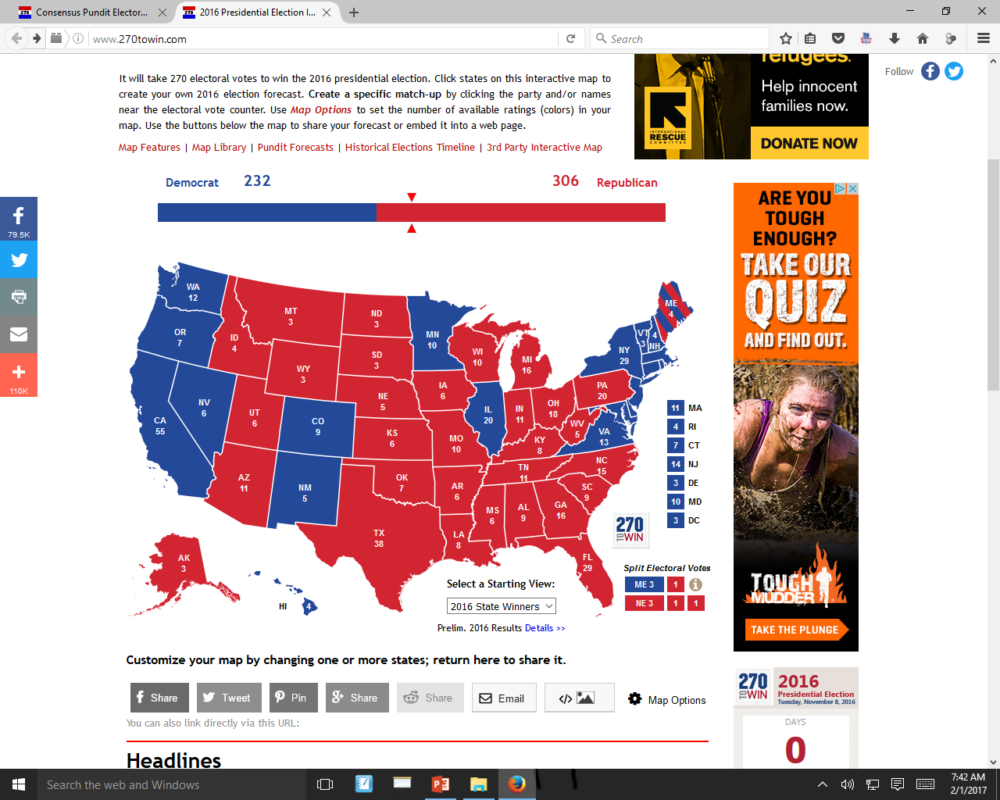 Consensus Pundit Elector...
2016 Presidential Election I...
www.270towin.com
Search
It will take 270 electoral votes to win the 2016 presidential election. Click states on this interactive map to
create your own 2016 election forecast. Create a specific match-up by clicking the party and/or names
near the electoral vote counter. Use Map Options to set the number of available ratings (colors) in your
map. Use the buttons below the map to share your forecast or embed it into a web page.
Map Features | Map Library | Pundit Forecasts | Historical Elections Timeline | 3rd Party Interactive Map
refugees.
Help innocent
families now.
INTERNATIONAL
RESCUE
COMMITTEE
DONATE NOW
Follow
Democrat 232
306 Republican
79.5K
110K
WA
12
OR
7
CA
55
NV
6
ID
4
MT
3
WY
3
UT
6
CO
9
AZ
11
NM
5
ND
3
SD
3
NE
5
KS
6
OK
7
TX
38
MN
10
IA
6
MO
10
AR
6
LA
8
WI
10
IL
20
MI
16
IN
11
OH
18
KY
8
TN
11
MS
6
AL
9
GA
16
FL
29
SC
9
NC
15
VA
13
WV
5
PA
20
NY
29
VT
3
4
NH
ME
4
AK
3
HI
4
11 MA
4 RI
7 CT
14 NJ
3 DE
10 MD
3 DC
270
TO WIN
Split Electoral Votes
ME 3 1
NE 3 1 1
Select a Starting View:
2016 State Winners
Prelim. 2016 Results Details >>
Customize your map by changing one or more states; return here to share it.
Share
Tweet
Pin
Share
Share
Email
Map Options
You can also link directly via this URL:
Headlines
ARE YOU
TOUGH
ENOUGH?
TAKE OUR
QUIZ
AND FIND OUT.
TOUGH
MUDDER
TAKE THE PLUNGE
270
TO WIN
2016
Presidential Election
Tuesday, November 8, 2016
DAYS
0
Search the web and Windows
7:42 AM
2/1/2017